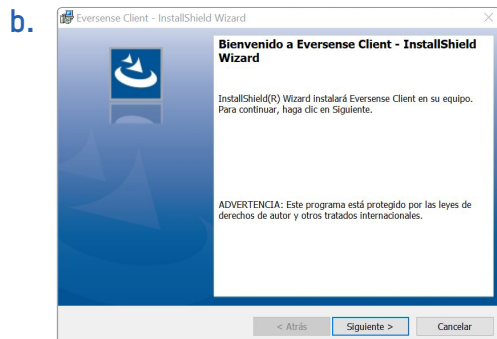 b.
Eversense Client - InstallShield Wizard
Bienvenido a Eversense Client - InstallShield
Wizard
InstallShield(R) Wizard instalará Eversense Client en su equipo.
Para continuar, haga clic en Siguiente.
ADVERTENCIA: Este programa está protegido por las leyes de
derechos de autor y otros tratados internacionales.
< Atrás Siguiente > Cancelar